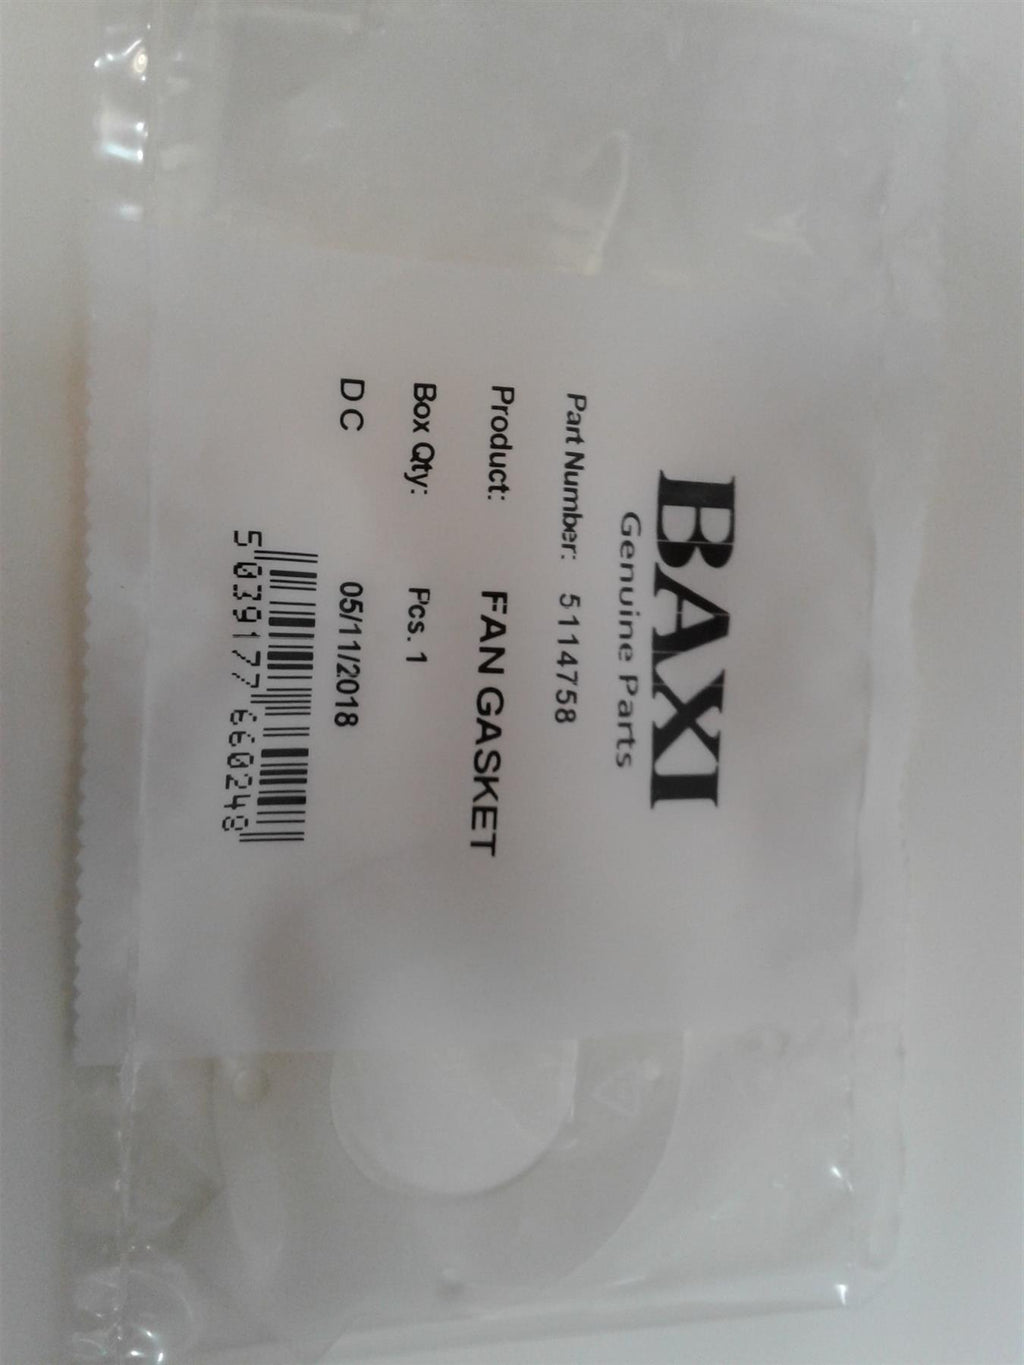 BAXI
Genuine Parts
Part Number: 5114758
Product: FAN GASKET
Box Qty: Pcs. 1
D C 05/11/2018
5 039177 660248